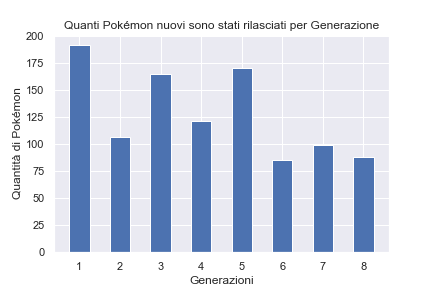 Quanti Pokémon nuovi sono stati rilasciati per Generazione
200
175
150
125
100
75
50
25
0
Quantità di Pokémon
1 2 3 4 5 6 7 8
Generazioni